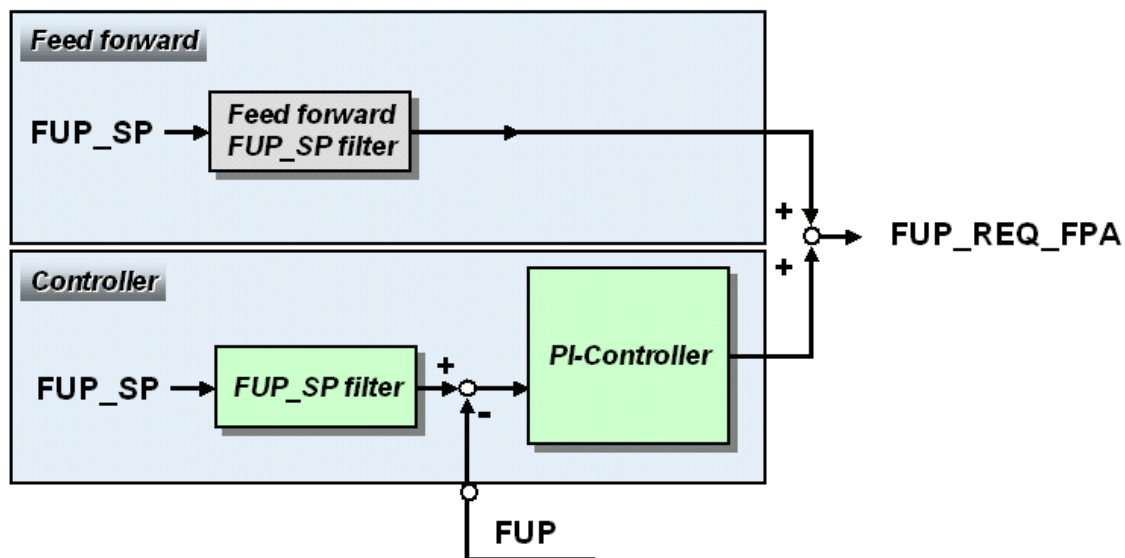 Feed forward
FUP_SP
Feed forward
FUP_SP filter
+
+
FUP_REQ_FPA
Controller
FUP_SP
FUP_SP filter
+
-
PI-Controller
FUP